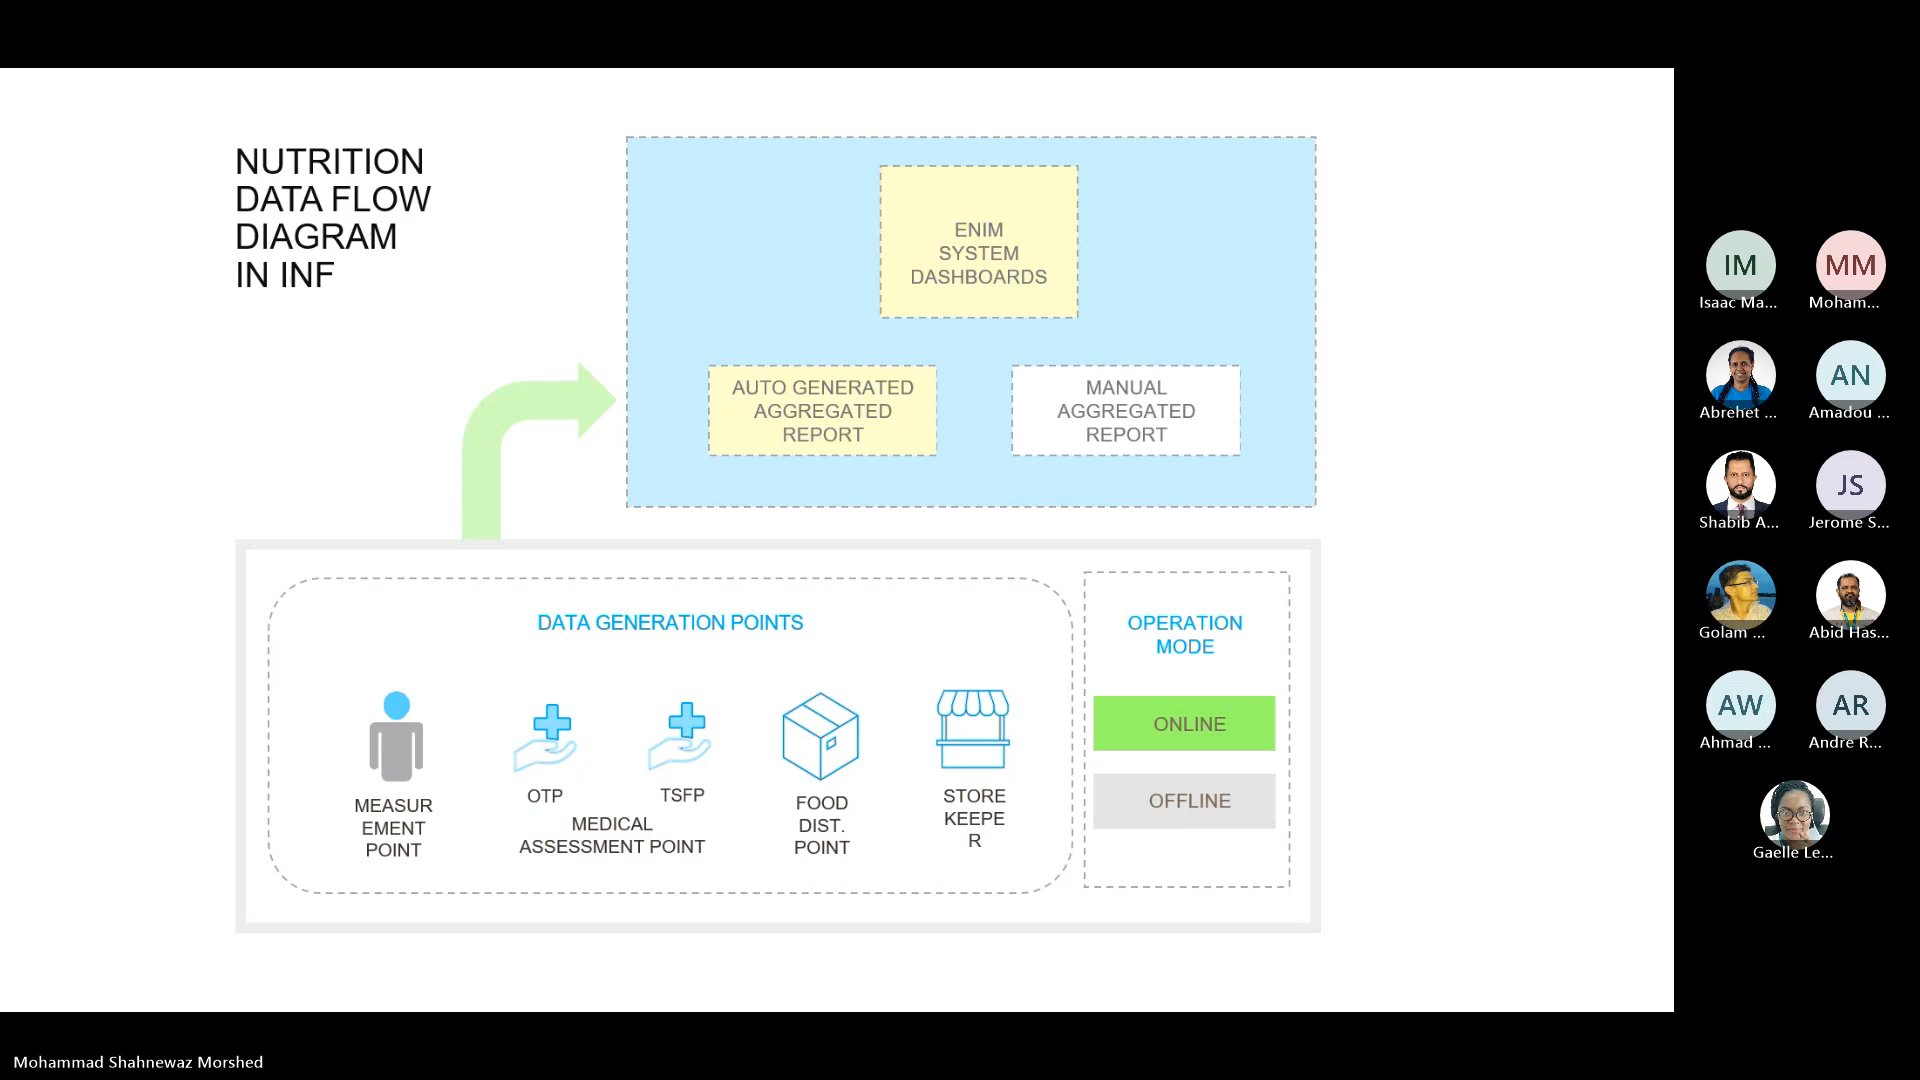 NUTRITION
DATA FLOW
DIAGRAM
IN INF
ENIM
SYSTEM
DASHBOARDS
AUTO GENERATED
AGGREGATED
REPORT
MANUAL
AGGREGATED
REPORT
DATA GENERATION POINTS
MEASUR
EMENT
POINT
OTP
TSFP
MEDICAL
ASSESSMENT POINT
FOOD
DIST.
POINT
STORE
KEEPE
R
OPERATION
MODE
ONLINE
OFFLINE
IM
Isaac Ma...
MM
Moham...
Abrehet ...
AN
Amadou ...
Shabib A...
JS
Jerome S...
Golam ...
Abid Has...
AW
Ahmad ...
AR
Andre R...
Gaelle Le...
Mohammad Shahnewaz Morshed